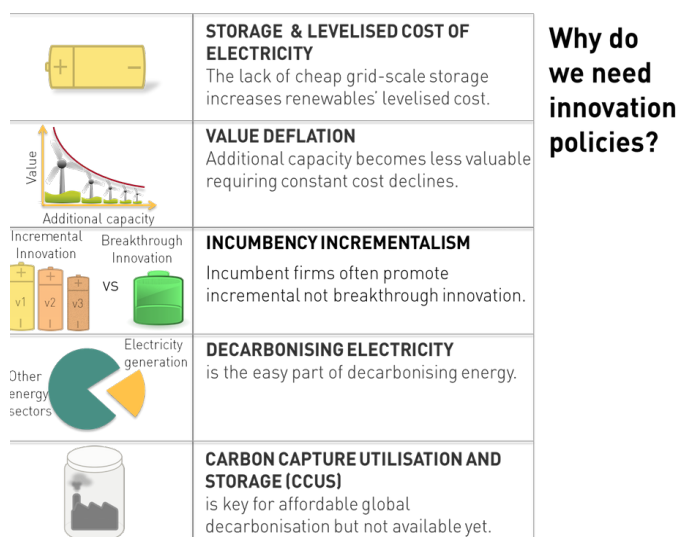 STORAGE & LEVELISED COST OF
ELECTRICITY
The lack of cheap grid-scale storage
increases renewables' levelised cost.
Why do
we need
innovation
policies?
Value
Additional capacity
VALUE DEFLATION
Additional capacity becomes less valuable
requiring constant cost declines.
Incremental
Innovation
vs
Breakthrough
Innovation
v1
v2
v3
INCUMBENCY INCREMENTALISM
Incumbent firms often promote
incremental not breakthrough innovation.
Electricity
generation
Other
energy
sectors
DECARBONISING ELECTRICITY
is the easy part of decarbonising energy.
CARBON CAPTURE UTILISATION AND
STORAGE (CCUS)
is key for affordable global
decarbonisation but not available yet.